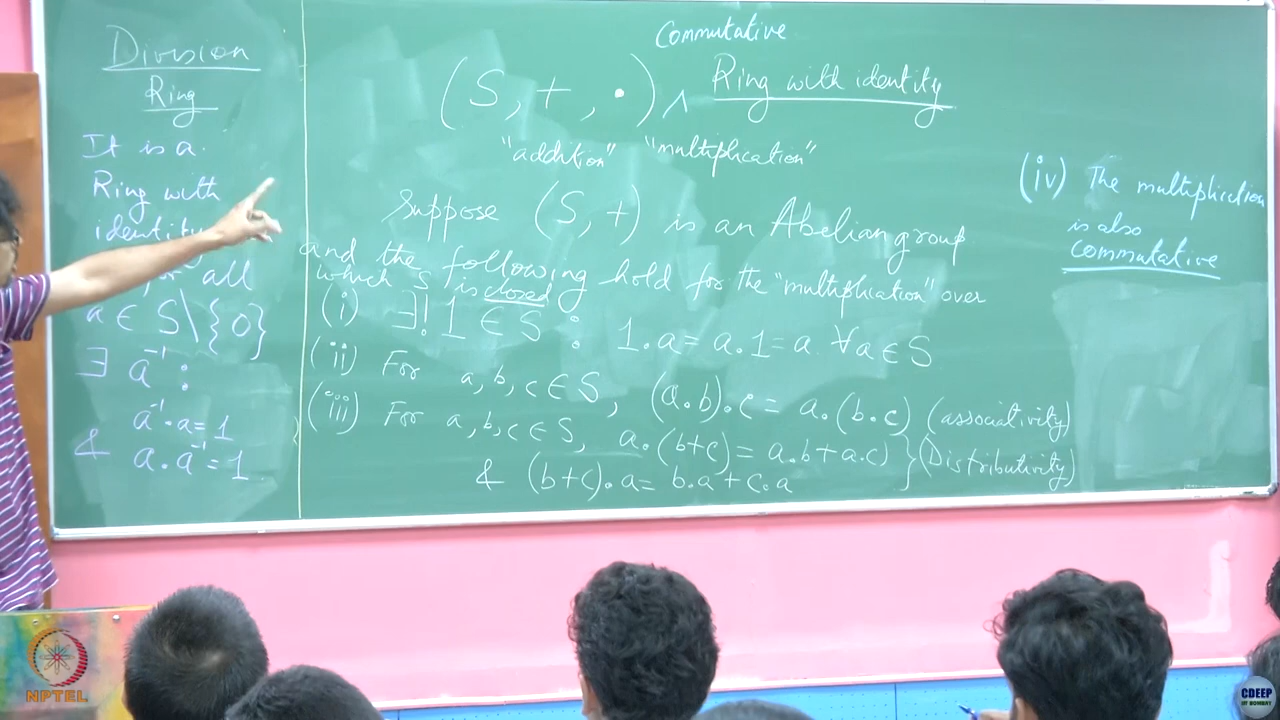 Division
Ring
It is a
Ring with
identity
all
a ∈ S\{0}
∃ a⁻¹ :
a⁻¹·a=1
& a·a⁻¹=1
Commutative
(S, +, ·) ∧ Ring with identity
"addition" "multiplication"
Suppose (S, +) is an Abelian group
and the following hold for the "multiplication" over
which S is closed
(i) ∃! 1 ∈ S : 1.a = a.1 = a ∀a∈S
(ii) For a, b, c ∈ S, (a.b).c = a.(b.c) (associativity)
(iii) For a, b, c ∈ S, a.(b+c) = a.b + a.c } (Distributivity)
& (b+c).a = b.a + c.a
(iv) The multiplication
is also
commutative
NPTEL
CDEEP
IIT BOMBAY